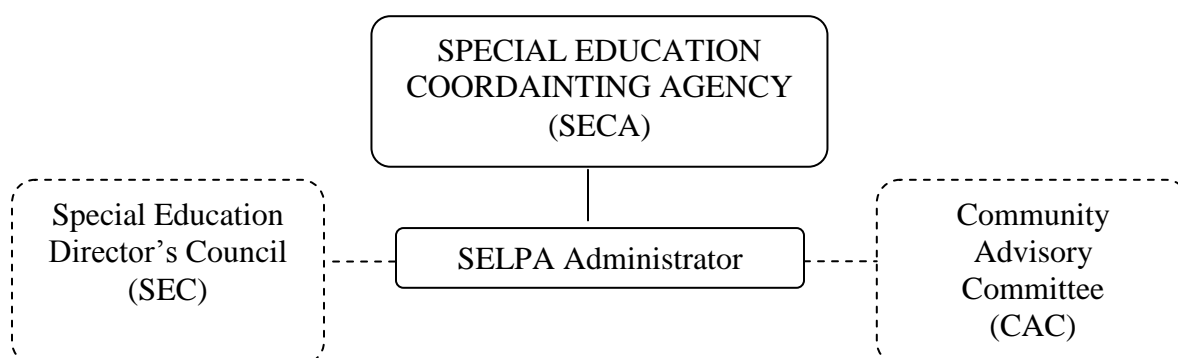 SPECIAL EDUCATION
COORDAINTING AGENCY
(SECA)
Special Education
Director’s Council
(SEC)
SELPA Administrator
Community
Advisory
Committee
(CAC)